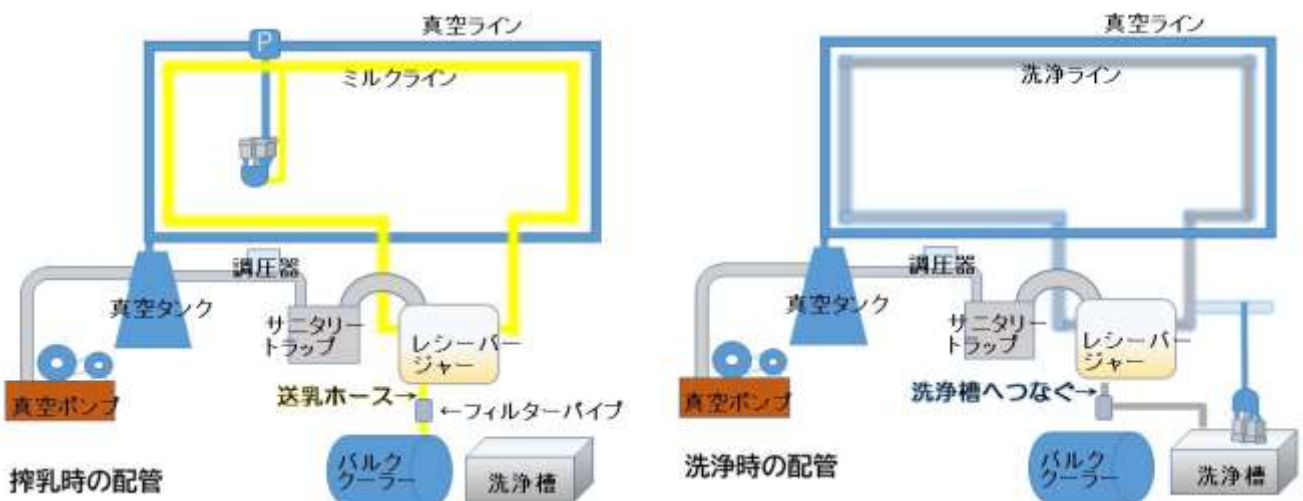 真空ライン
P
ミルクライン
調圧器
真空タンク
サニタリー
トラップ
レシーバー
ジャー
真空ポンプ
送乳ホース→
←フィルターパイプ
バルク
クーラー
洗浄槽
搾乳時の配管
真空ライン
洗浄ライン
調圧器
真空タンク
サニタリー
トラップ
レシーバー
ジャー
真空ポンプ
洗浄槽へつなぐ→
バルク
クーラー
洗浄槽
洗浄時の配管